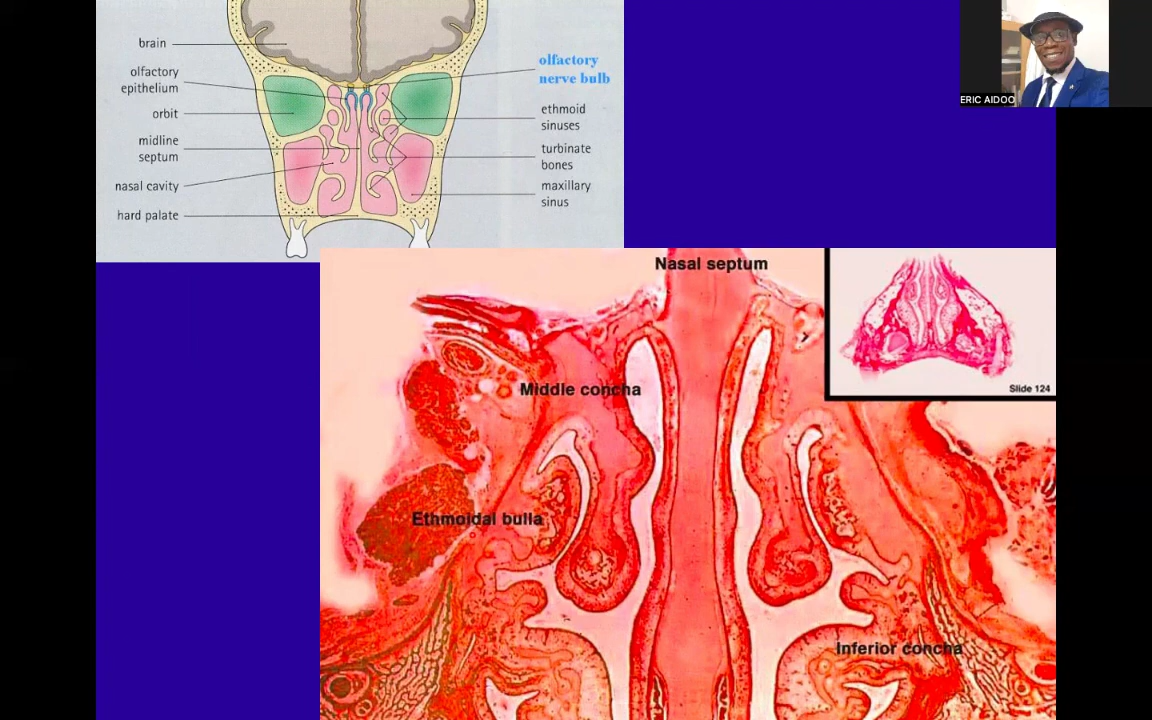 brain
olfactory
epithelium
orbit
midline
septum
nasal cavity
hard palate
olfactory
nerve bulb
ethmoid
sinuses
turbinate
bones
maxillary
sinus
ERIC AIDOO
Nasal septum
Middle concha
Ethmoidal bulla
Inferior concha
Slide 124